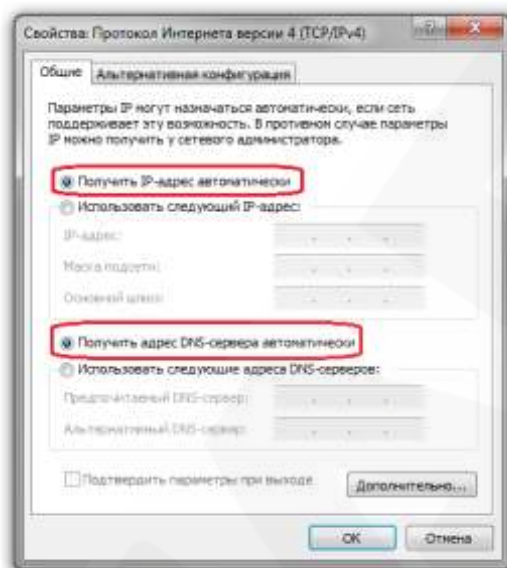 Свойства: Протокол Интернета версии 4 (TCP/IPv4)
Общие Альтернативная конфигурация
Параметры IP могут назначаться автоматически, если сеть
поддерживает эту возможность. В противном случае параметры
IP можно получить у сетевого администратора.
Получить IP-адрес автоматически
Использовать следующий IP-адрес:
IP-адрес:
Маска подсети:
Основной шлюз:
Получить адрес DNS-сервера автоматически
Использовать следующие адреса DNS-серверов:
Предпочитаемый DNS-сервер:
Альтернативный DNS-сервер:
Подтвердить параметры при выходе
Дополнительно...
OK Отмена